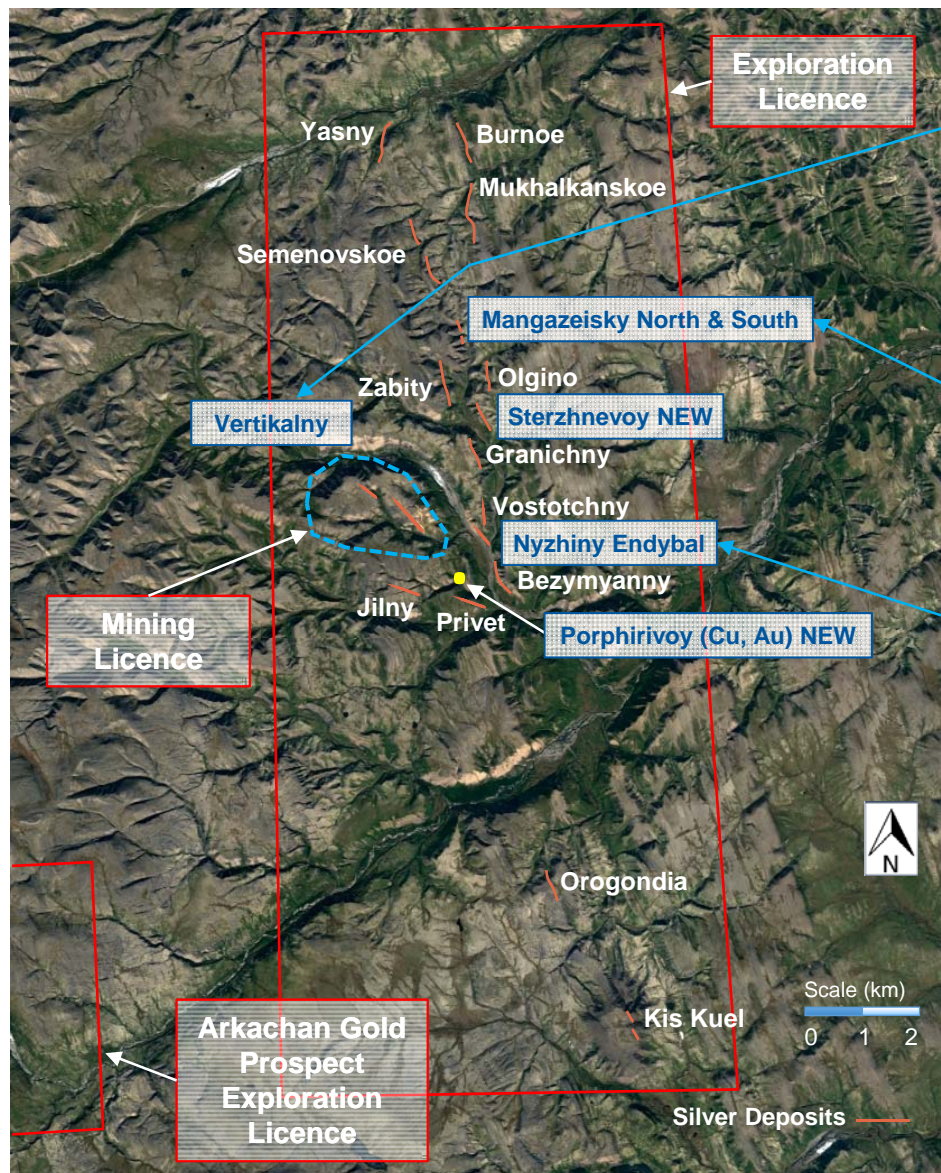 Exploration
Licence
Yasny
Burnoe
Mukhalkanskoe
Semenovskoe
Mangazeisky North & South
Zabity
Olgino
Vertikalny
Sterzhnevoy NEW
Granichny
Vostotchny
Nyzhiny Endybal
Bezymyanny
Jilny
Privet
Mining
Licence
Porphirivoy (Cu, Au) NEW
N
Orogondia
Scale (km)
0 1 2
Kis Kuel
Arkachan Gold
Prospect
Exploration
Licence
Silver Deposits